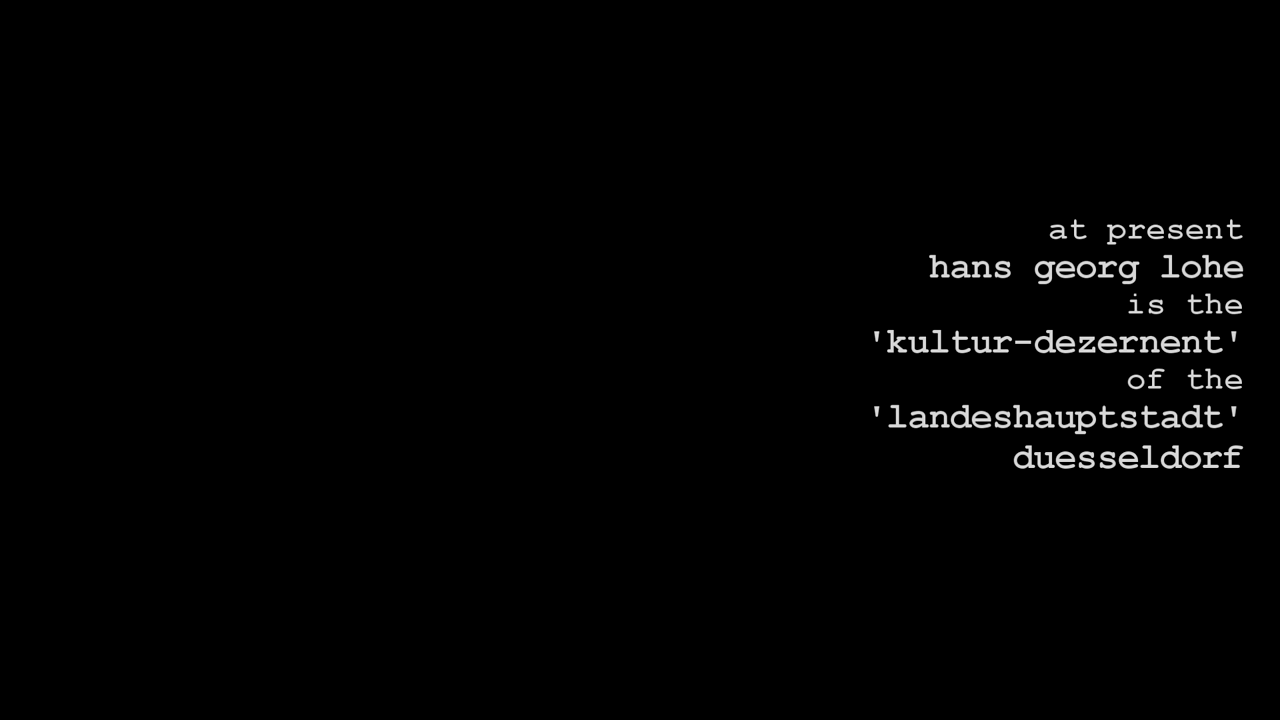 at present
hans georg lohe
is the
'kultur-dezernent'
of the
'landeshauptstadt'
duesseldorf